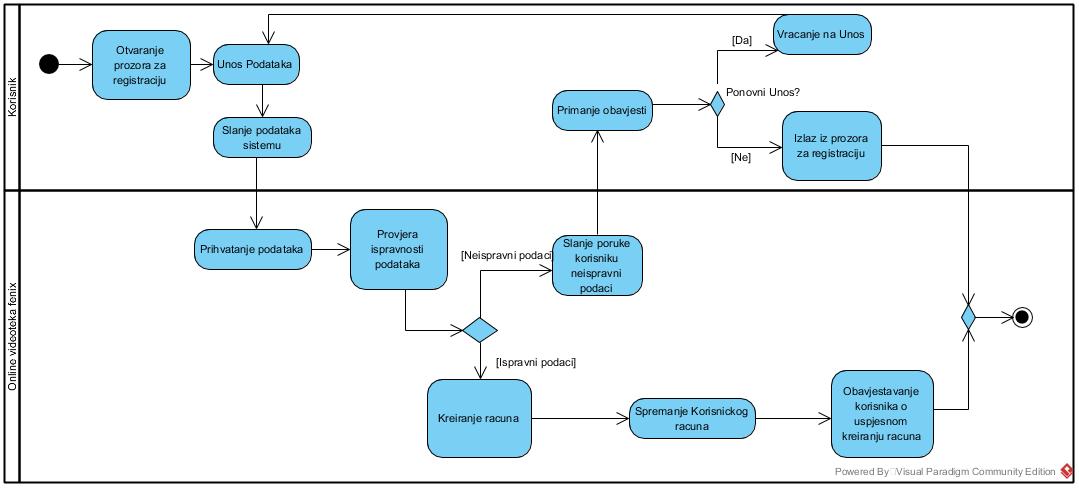 Korisnik
Otvaranje
prozora za
registraciju
Unos Podataka
Slanje podataka
sistemu
Primanje obavjesti
[Da]
Vracanje na Unos
Ponovni Unos?
[Ne]
Izlaz iz prozora
za registraciju
Online videoteka fenix
Prihvatanje podataka
Provjera
ispravnosti
podataka
[Neispravni podaci]
Slanje poruke
korisniku
neispravni
podaci
[Ispravni podaci]
Kreiranje racuna
Spremanje Korisnickog
racuna
Obavjestavanje
korisnika o
uspjesnom
kreiranju racuna
Powered By Visual Paradigm Community Edition